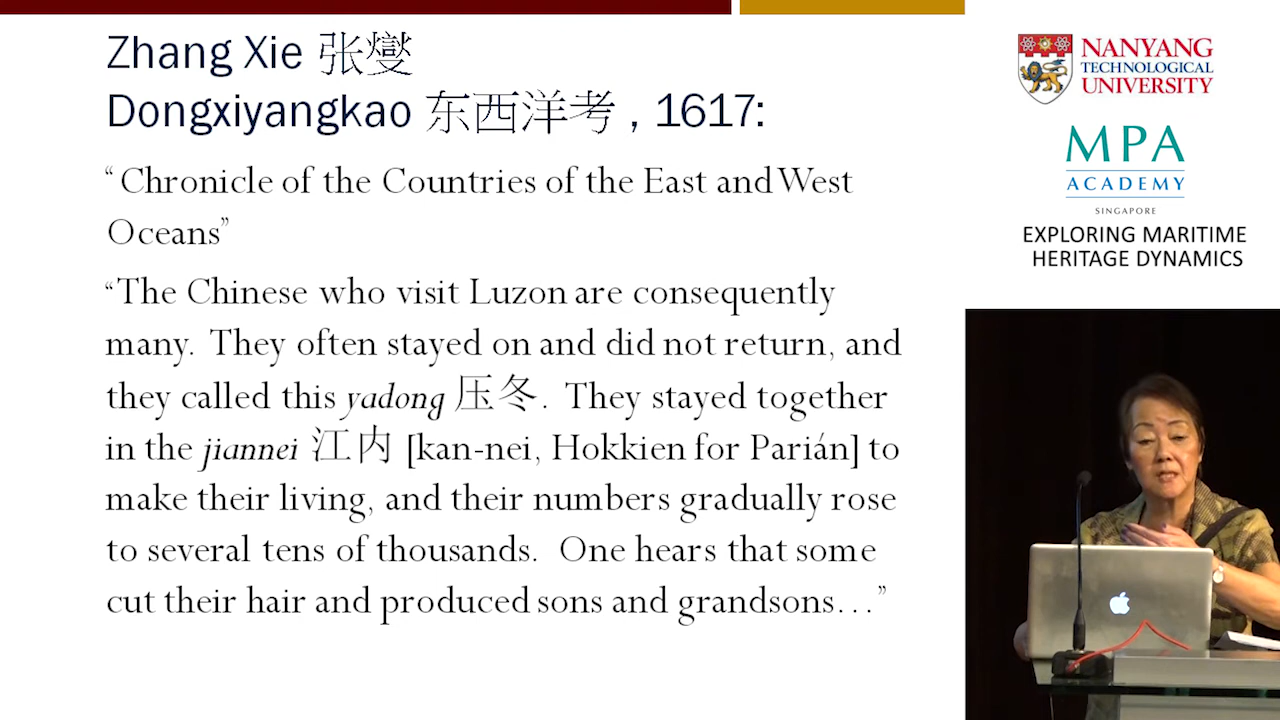 Zhang Xie 张燮
Dongxiyangkao 东西洋考 , 1617:
“ Chronicle of the Countries of the East and West
Oceans”
“The Chinese who visit Luzon are consequently
many. They often stayed on and did not return, and
they called this yadong 压冬. They stayed together
in the jiannei 江内 [kan-nei, Hokkien for Parián] to
make their living, and their numbers gradually rose
to several tens of thousands. One hears that some
cut their hair and produced sons and grandsons…”
NANYANG
TECHNOLOGICAL
UNIVERSITY
MPA
ACADEMY
SINGAPORE
EXPLORING MARITIME
HERITAGE DYNAMICS